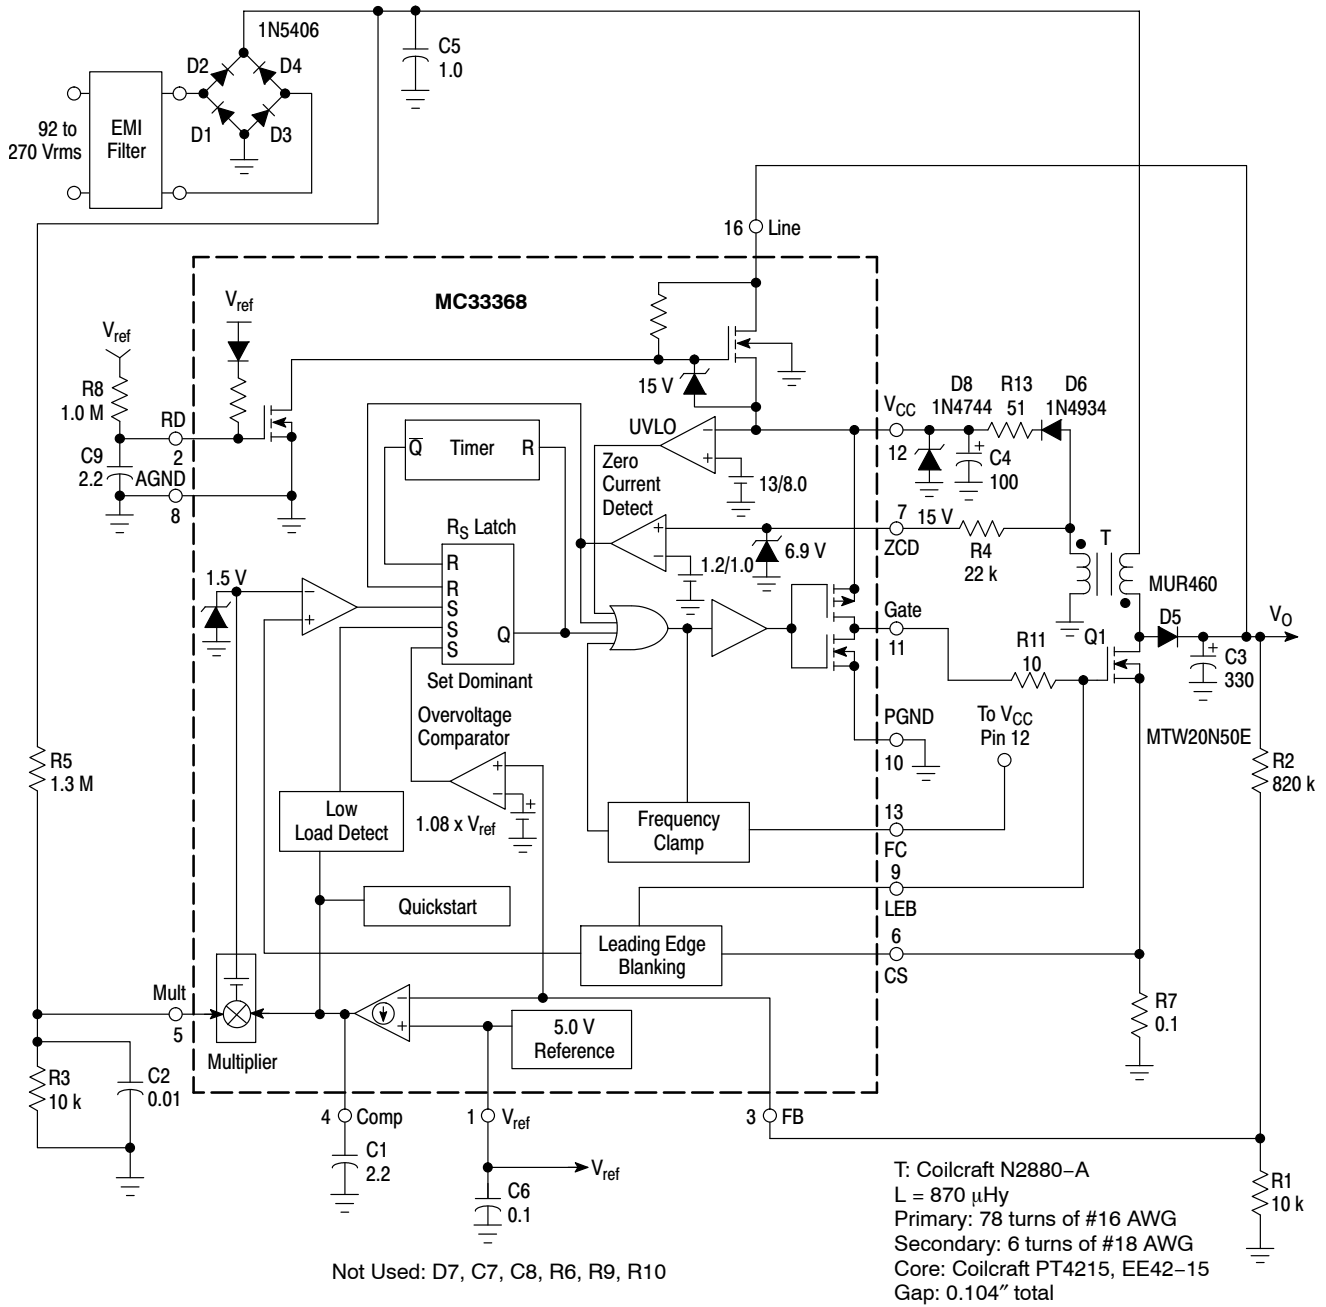 1N5406
C5
1.0
D2
D4
D1
D3
92 to
270 Vrms
EMI
Filter
16
Line
MC33368
Vref
Vref
R8
1.0 M
RD
2
C9
2.2
AGND
8
15 V
UVLO
13/8.0
VCC
12
D8
1N4744
R13
51
D6
1N4934
C4
100
Q̅
Timer
R
Zero
Current
Detect
7
15 V
ZCD
R4
22 k
T
RS Latch
R
R
S
S
S
Q
Set Dominant
1.2/1.0
6.9 V
1.5 V
MUR460
Gate
11
R11
10
Q1
D5
VO
C3
330
MTW20N50E
Overvoltage
Comparator
PGND
10
To VCC
Pin 12
R5
1.3 M
R2
820 k
Low
Load Detect
1.08 x Vref
Frequency
Clamp
13
FC
9
LEB
Quickstart
Leading Edge
Blanking
6
CS
Mult
5
Multiplier
5.0 V
Reference
R7
0.1
R3
10 k
C2
0.01
4
Comp
1
Vref
3
FB
C1
2.2
Vref
C6
0.1
R1
10 k
T: Coilcraft N2880−A
L = 870 μHy
Primary: 78 turns of #16 AWG
Secondary: 6 turns of #18 AWG
Core: Coilcraft PT4215, EE42−15
Gap: 0.104″ total
Not Used: D7, C7, C8, R6, R9, R10